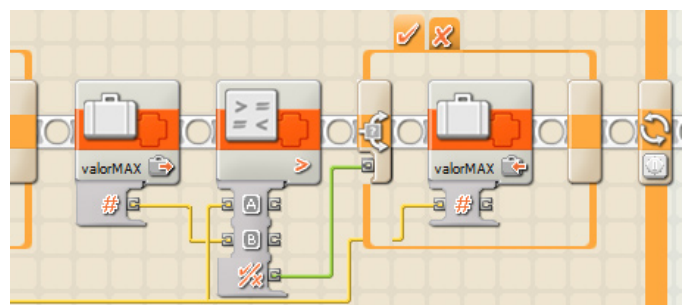 valorMAX
> =
= <
>
valorMAX
#
A
B
#
?